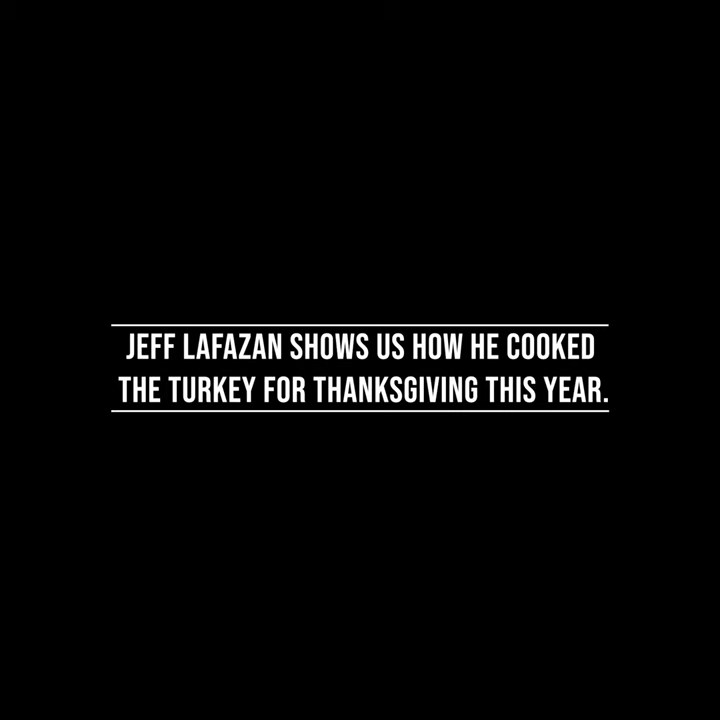 JEFF LAFAZAN SHOWS US HOW HE COOKED
THE TURKEY FOR THANKSGIVING THIS YEAR.